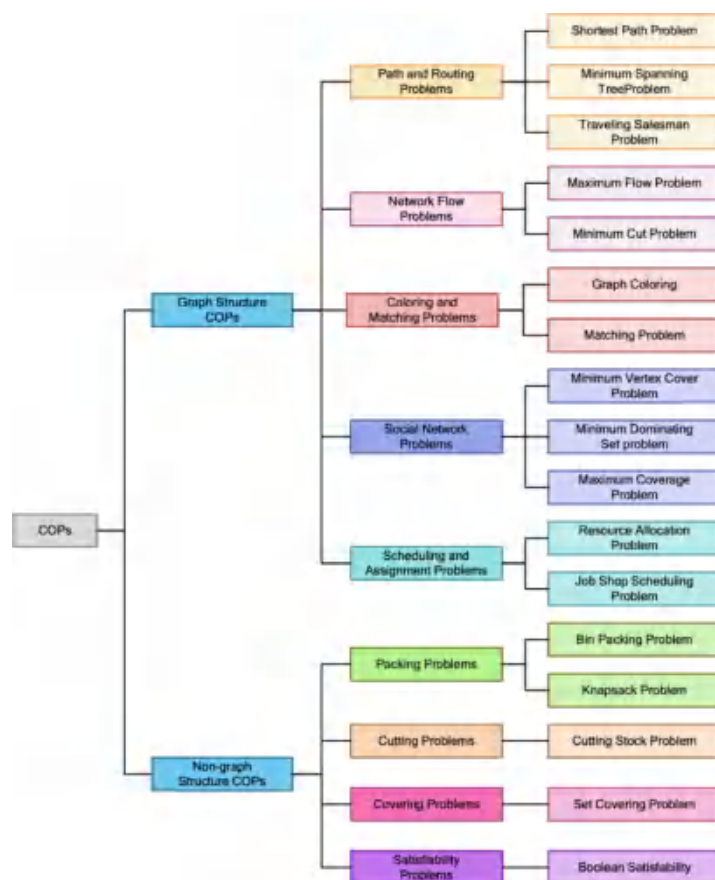 Shortest Path Problem
Path and Routing
Problems
Minimum Spanning
TreeProblem
Traveling Salesman
Problem
Maximum Flow Problem
Network Flow
Problems
Minimum Cut Problem
Graph Structure
COPs
Coloring and
Matching Problems
Graph Coloring
Matching Problem
Minimum Vertex Cover
Problem
Social Network
Problems
Minimum Dominating
Set problem
Maximum Coverage
Problem
COPs
Resource Allocation
Problem
Scheduling and
Assignment Problems
Job Shop Scheduling
Problem
Bin Packing Problem
Packing Problems
Knapsack Problem
Non-graph
Structure COPs
Cutting Problems
Cutting Stock Problem
Covering Problems
Set Covering Problem
Satisfiability
Problems
Boolean Satisfability